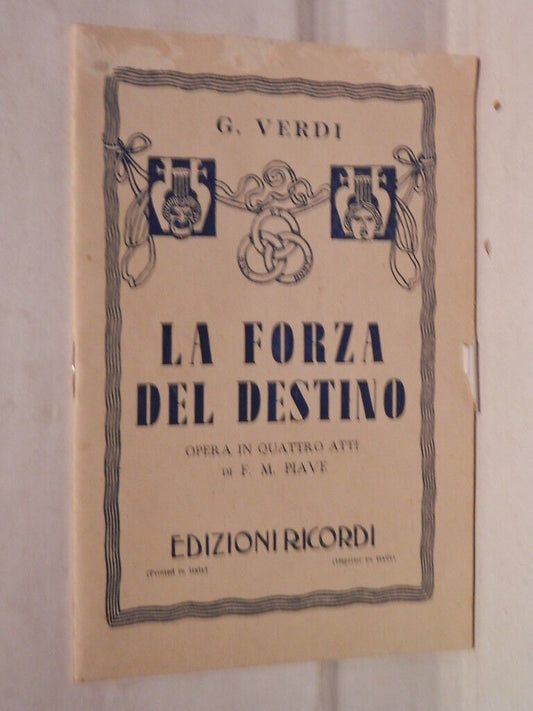 G. VERDI
LA FORZA
DEL DESTINO
OPERA IN QUATTRO ATTI
DI F. M. PIAVE
EDIZIONI RICORDI
(Printed in Italy)
(Imprimé en Italie)